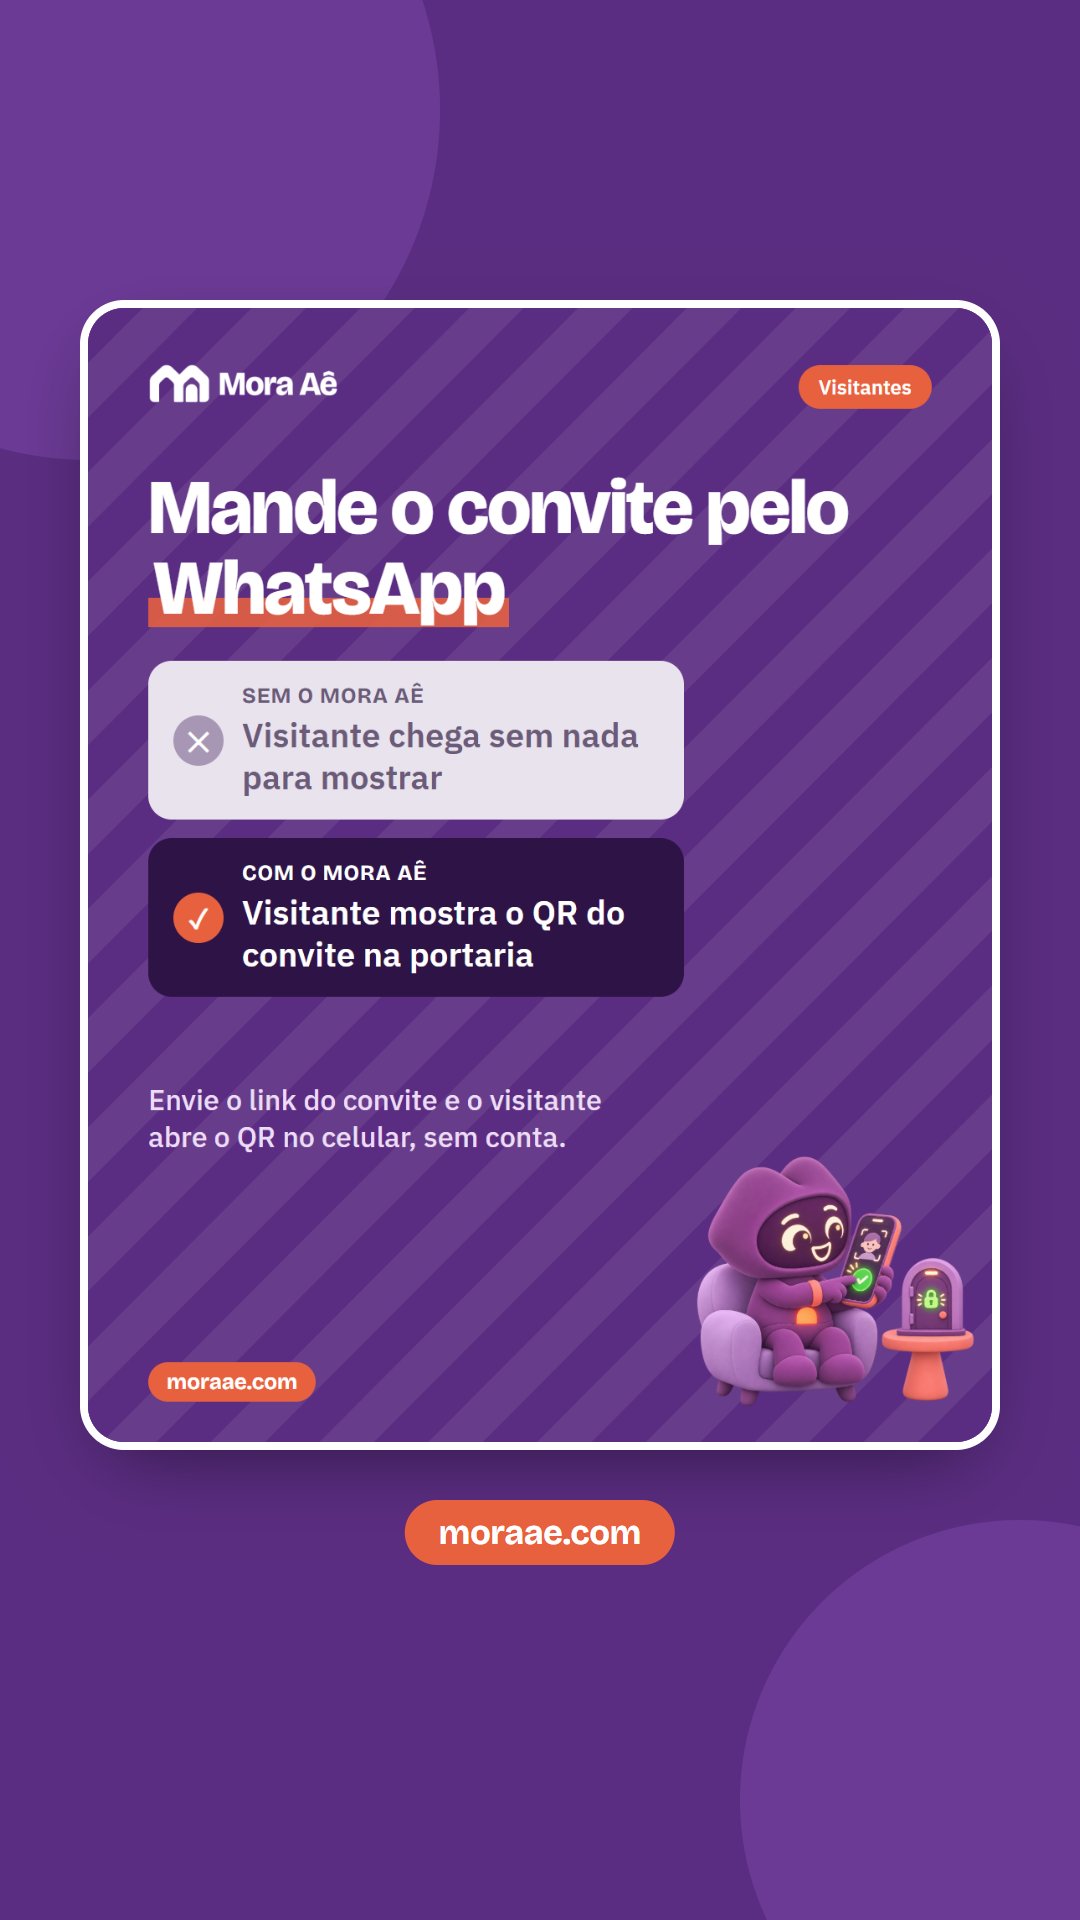 Mora Aê
Visitantes
Mande o convite pelo
WhatsApp
SEM O MORA AÊ
Visitante chega sem nada
para mostrar
COM O MORA AÊ
Visitante mostra o QR do
convite na portaria
Envie o link do convite e o visitante
abre o QR no celular, sem conta.
moraae.com
moraae.com